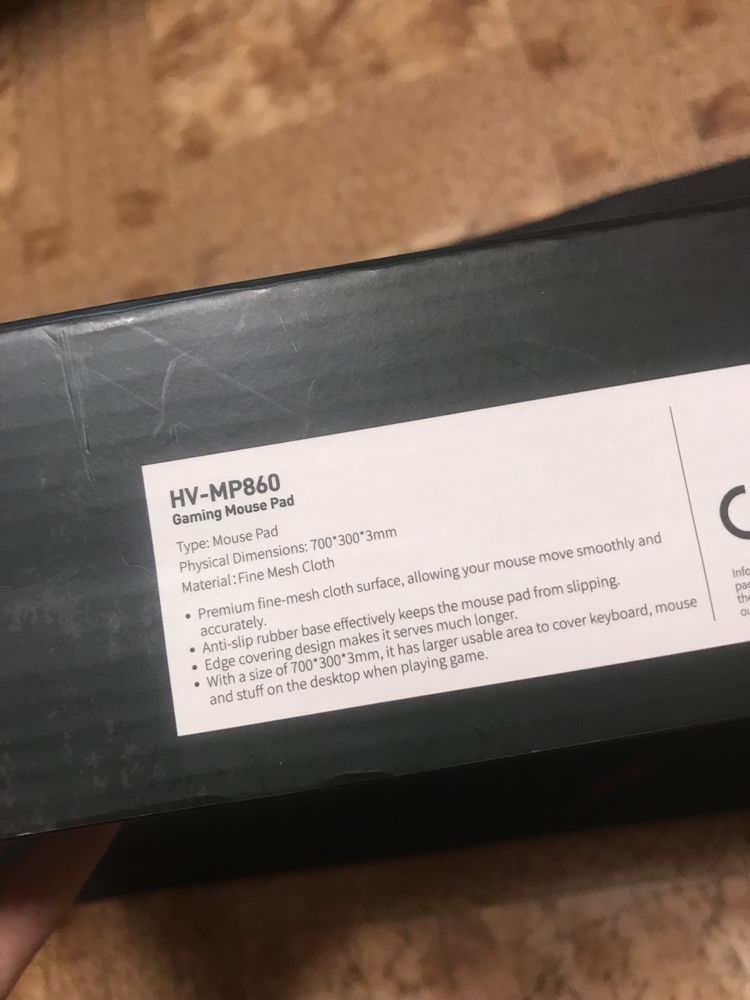 HV-MP860
Gaming Mouse Pad
Type: Mouse Pad
Physical Dimensions: 700*300*3mm
Material: Fine Mesh Cloth
• Premium fine-mesh cloth surface, allowing your mouse move smoothly and
accurately.
• Anti-slip rubber base effectively keeps the mouse pad from slipping.
• Edge covering design makes it serves much longer.
• With a size of 700*300*3mm, it has larger usable area to cover keyboard, mouse
and stuff on the desktop when playing game.